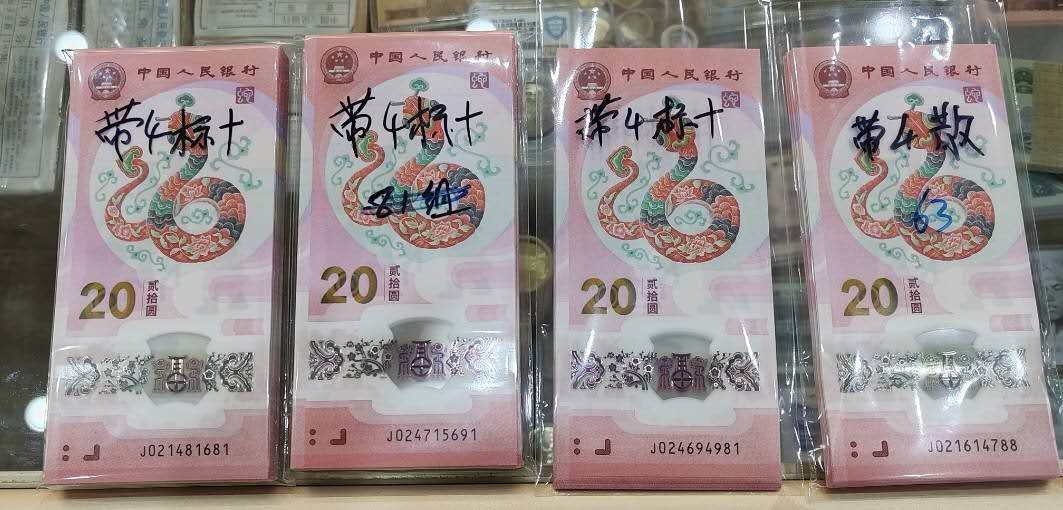 中国人民银行
带4标十
20
贰拾圆
J021481681
中国人民银行
带4标十
81组
20
贰拾圆
J024715691
中国人民银行
带4标十
20
贰拾圆
J024694981
中国人民银行
带4散
63
20
贰拾圆
J021614788